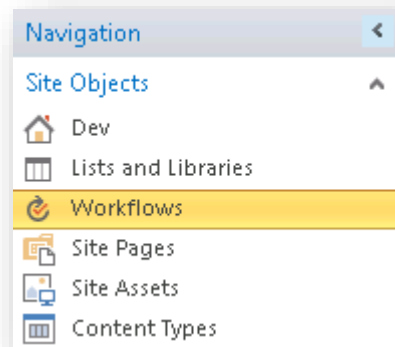 Navigation
Site Objects
Dev
Lists and Libraries
Workflows
Site Pages
Site Assets
Content Types